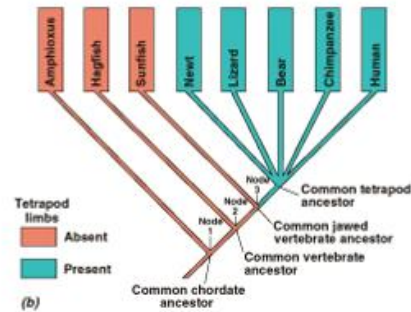 Amphioxus
Hagfish
Sunfish
Newt
Lizard
Bear
Chimpanzee
Human
Node
3
Node
2
Node
1
Common tetrapod
ancestor
Common jawed
vertebrate ancestor
Common vertebrate
ancestor
Common chordate
ancestor
Tetrapod
limbs
Absent
Present
(b)